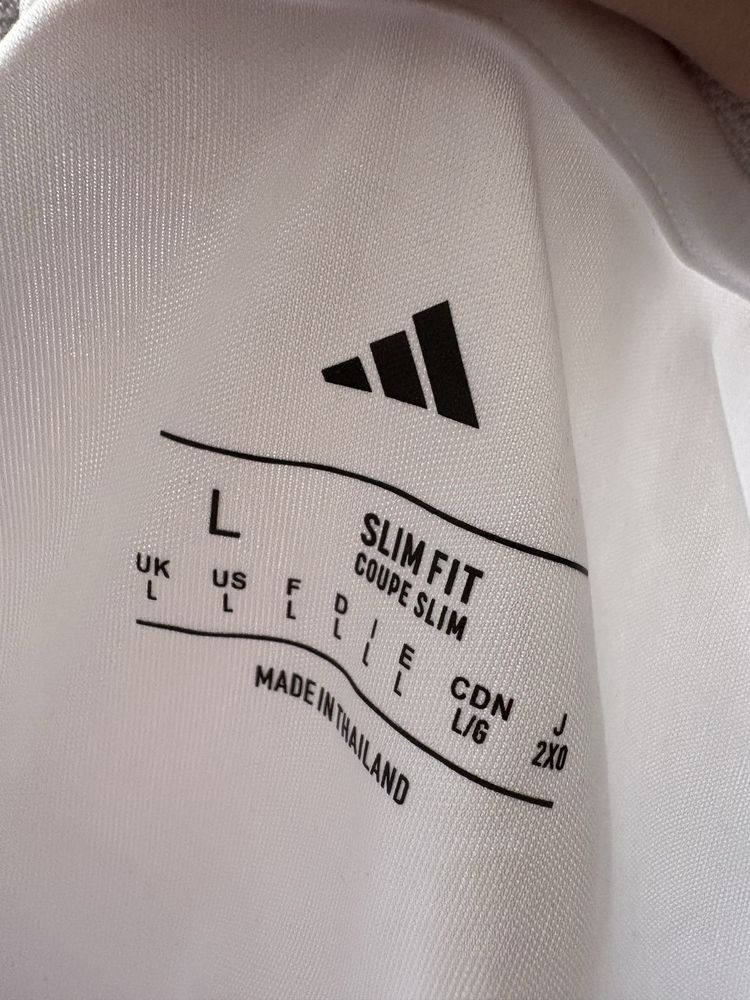 L
SLIM FIT
COUPE SLIM
UK US F D I E CDN J
L L L L L L L/G 2XO
MADE IN THAILAND